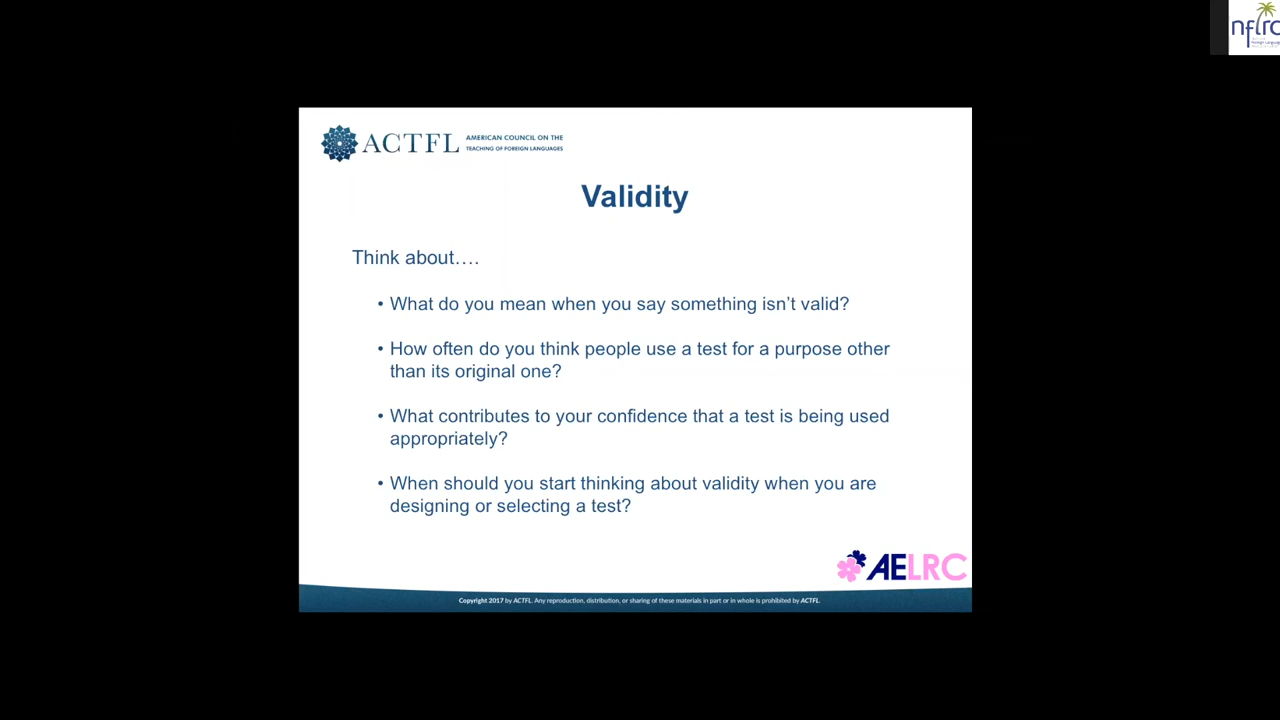 nflrc
Foreign Language
ACTFL
AMERICAN COUNCIL ON THE
TEACHING OF FOREIGN LANGUAGES
Validity
Think about….
• What do you mean when you say something isn’t valid?
• How often do you think people use a test for a purpose other
than its original one?
• What contributes to your confidence that a test is being used
appropriately?
• When should you start thinking about validity when you are
designing or selecting a test?
AELRC
Copyright 2017 by ACTFL. Any reproduction, distribution, or sharing of these materials in part or in whole is prohibited by ACTFL.